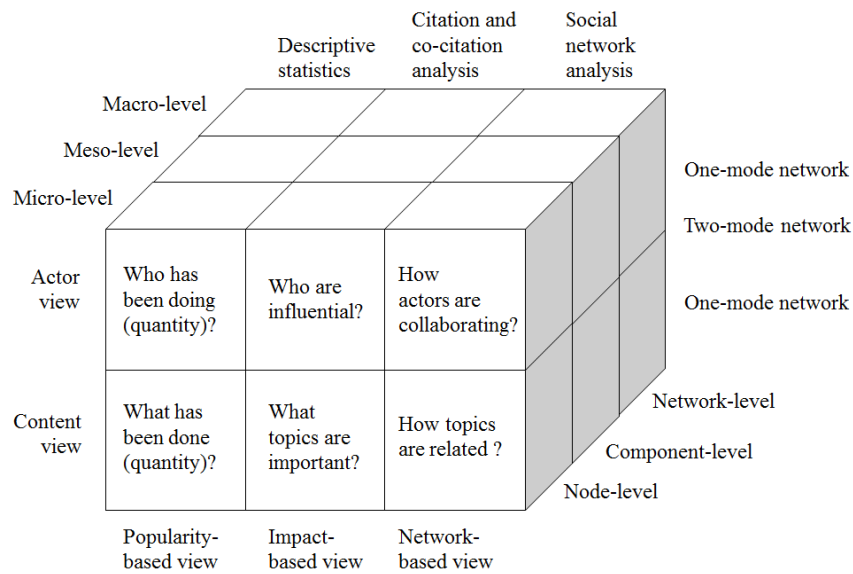 Descriptive
statistics
Citation and
co-citation
analysis
Social
network
analysis
Macro-level
Meso-level
Micro-level
One-mode network
Two-mode network
One-mode network
Actor
view
Who has
been doing
(quantity)?
Who are
influential?
How
actors are
collaborating?
Content
view
What has
been done
(quantity)?
What
topics are
important?
How topics
are related ?
Network-level
Component-level
Node-level
Popularity-
based view
Impact-
based view
Network-
based view